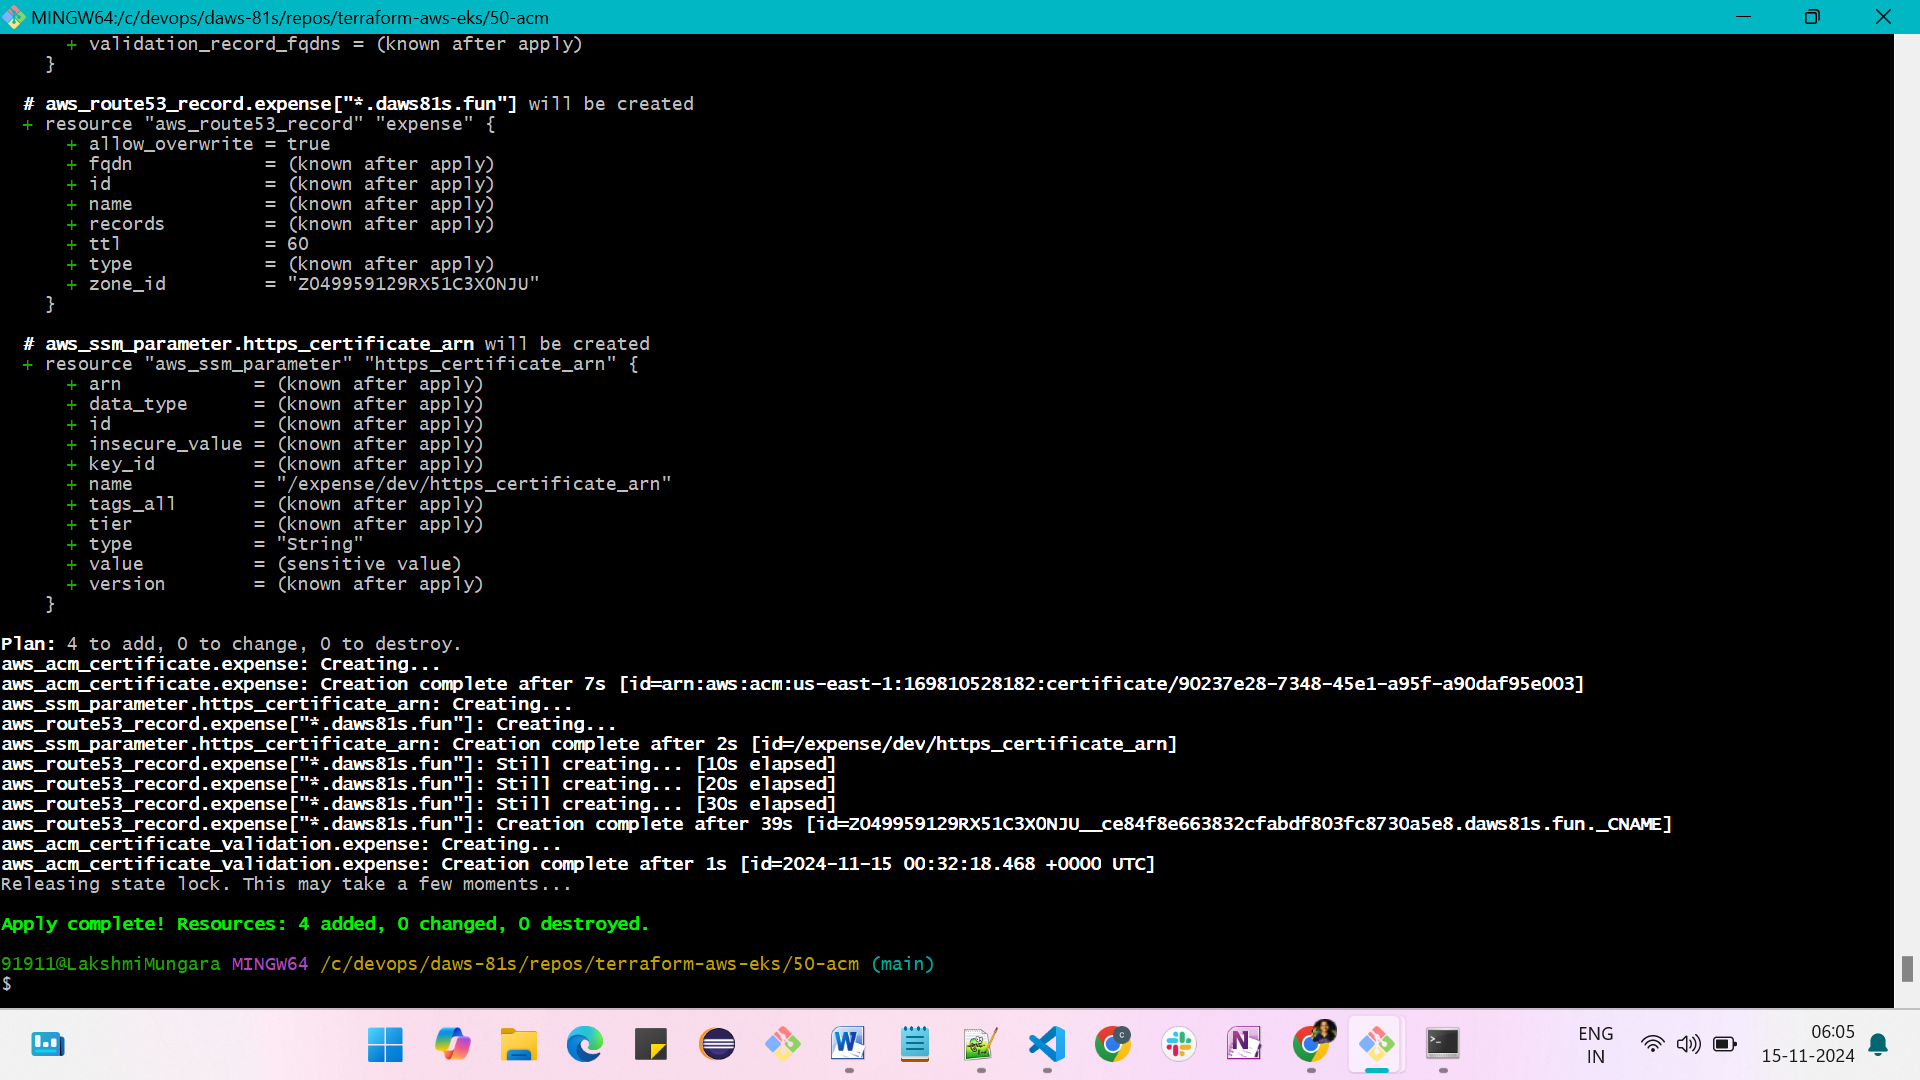 MINGW64:/c/devops/daws-81s/repos/terraform-aws-eks/50-acm
      + validation_record_fqdns = (known after apply)
    }

  # aws_route53_record.expense["*.daws81s.fun"] will be created
  + resource "aws_route53_record" "expense" {
      + allow_overwrite = true
      + fqdn            = (known after apply)
      + id              = (known after apply)
      + name            = (known after apply)
      + records         = (known after apply)
      + ttl             = 60
      + type            = (known after apply)
      + zone_id         = "Z049959129RX51C3X0NJU"
    }

  # aws_ssm_parameter.https_certificate_arn will be created
  + resource "aws_ssm_parameter" "https_certificate_arn" {
      + arn            = (known after apply)
      + data_type      = (known after apply)
      + id             = (known after apply)
      + insecure_value = (known after apply)
      + key_id         = (known after apply)
      + name           = "/expense/dev/https_certificate_arn"
      + tags_all       = (known after apply)
      + tier           = (known after apply)
      + type           = "String"
      + value          = (sensitive value)
      + version        = (known after apply)
    }

Plan: 4 to add, 0 to change, 0 to destroy.
aws_acm_certificate.expense: Creating...
aws_acm_certificate.expense: Creation complete after 7s [id=arn:aws:acm:us-east-1:169810528182:certificate/90237e28-7348-45e1-a95f-a90daf95e003]
aws_ssm_parameter.https_certificate_arn: Creating...
aws_route53_record.expense["*.daws81s.fun"]: Creating...
aws_ssm_parameter.https_certificate_arn: Creation complete after 2s [id=/expense/dev/https_certificate_arn]
aws_route53_record.expense["*.daws81s.fun"]: Still creating... [10s elapsed]
aws_route53_record.expense["*.daws81s.fun"]: Still creating... [20s elapsed]
aws_route53_record.expense["*.daws81s.fun"]: Still creating... [30s elapsed]
aws_route53_record.expense["*.daws81s.fun"]: Creation complete after 39s [id=Z049959129RX51C3X0NJU__ce84f8e663832cfabdf803fc8730a5e8.daws81s.fun._CNAME]
aws_acm_certificate_validation.expense: Creating...
aws_acm_certificate_validation.expense: Creation complete after 1s [id=2024-11-15 00:32:18.468 +0000 UTC]
Releasing state lock. This may take a few moments...

Apply complete! Resources: 4 added, 0 changed, 0 destroyed.

91911@LakshmiMungara MINGW64 /c/devops/daws-81s/repos/terraform-aws-eks/50-acm (main)
$
ENG
IN
06:05
15-11-2024